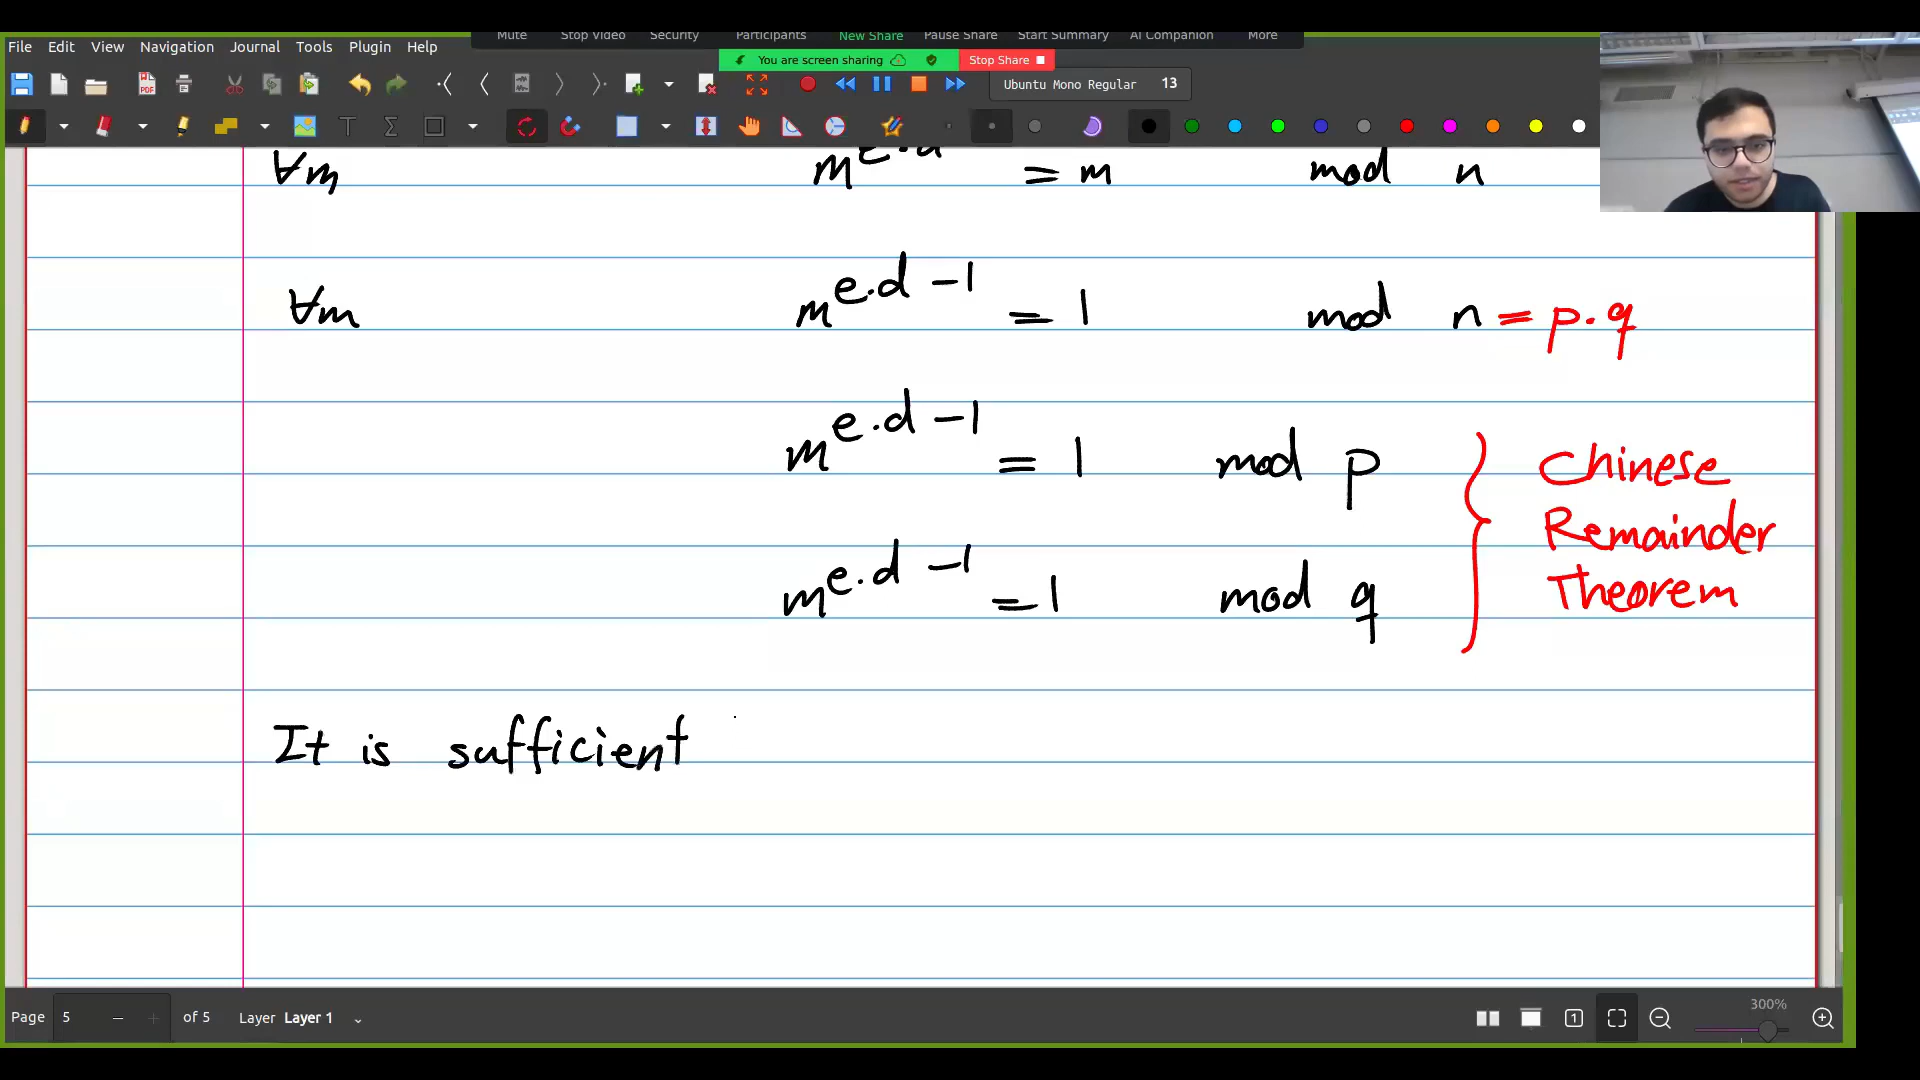 Mute Stop Video Security Participants New Share Pause Share Start Summary AI Companion More
File Edit View Navigation Journal Tools Plugin Help
You are screen sharing Stop Share
Ubuntu Mono Regular 13
∀m m^e.d = m mod n
∀m m^e.d-1 = 1 mod n = p.q
m^e.d-1 = 1 mod p
m^e.d-1 = 1 mod q
Chinese
Remainder
Theorem
It is sufficient
Page 5 of 5 Layer Layer 1 300%